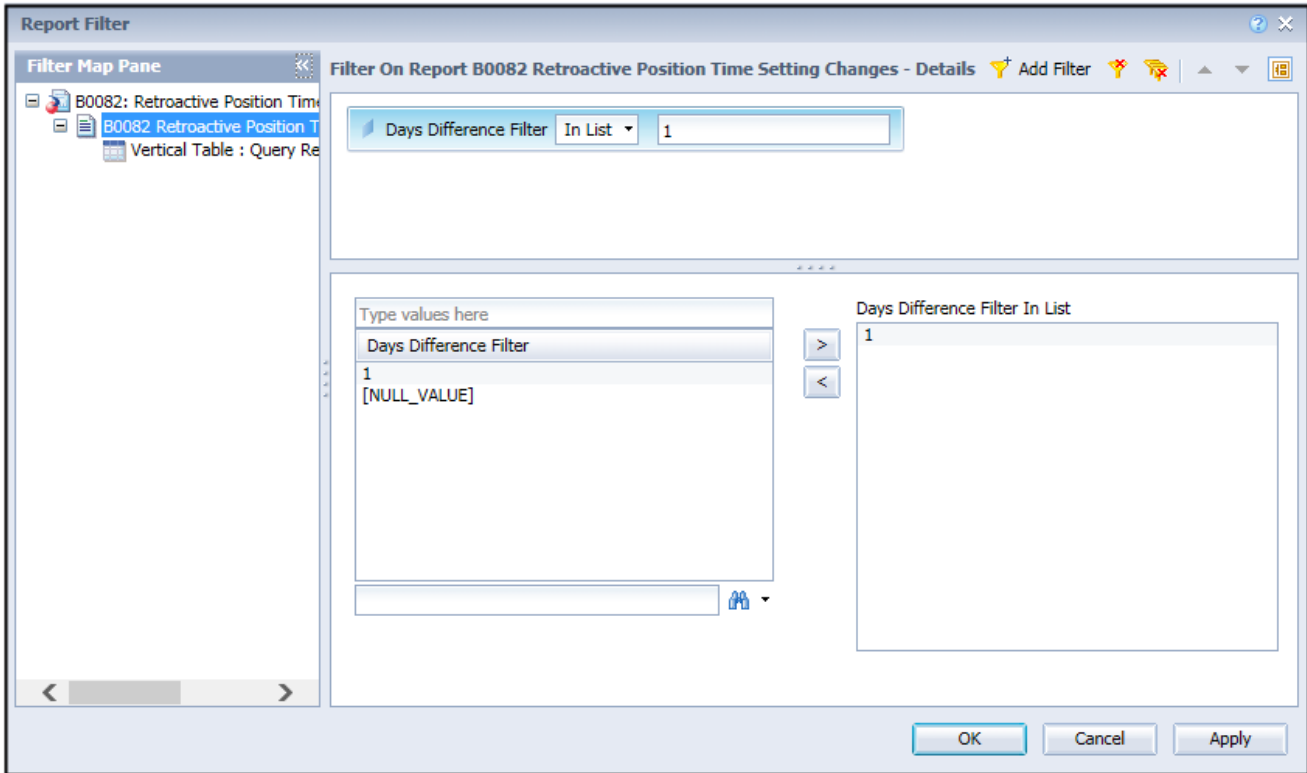 Report Filter
Filter Map Pane
B0082: Retroactive Position Time
B0082 Retroactive Position T
Vertical Table : Query Re
Filter On Report B0082 Retroactive Position Time Setting Changes - Details Add Filter
Days Difference Filter In List 1
Type values here
Days Difference Filter
1
[NULL_VALUE]
>
<
Days Difference Filter In List
1
OK Cancel Apply